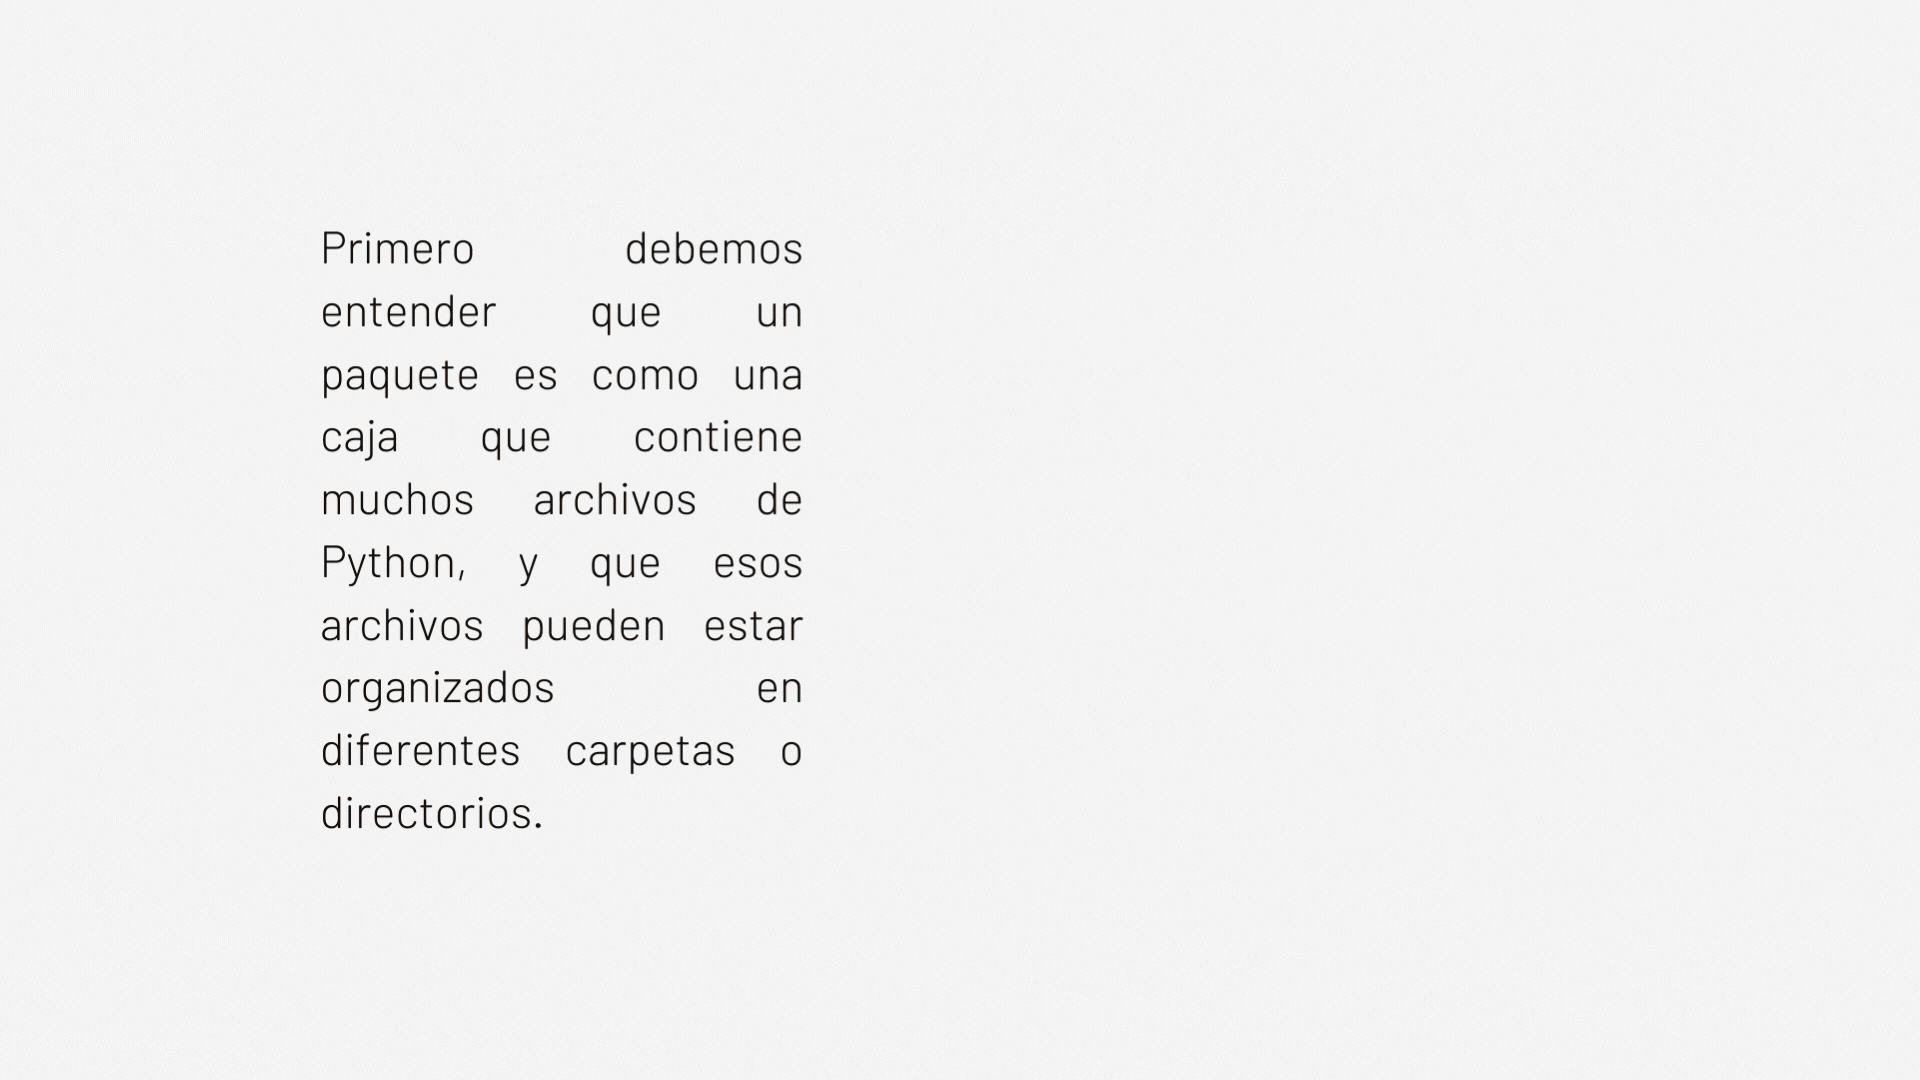 Primero debemos
entender que un
paquete es como una
caja que contiene
muchos archivos de
Python, y que esos
archivos pueden estar
organizados en
diferentes carpetas o
directorios.